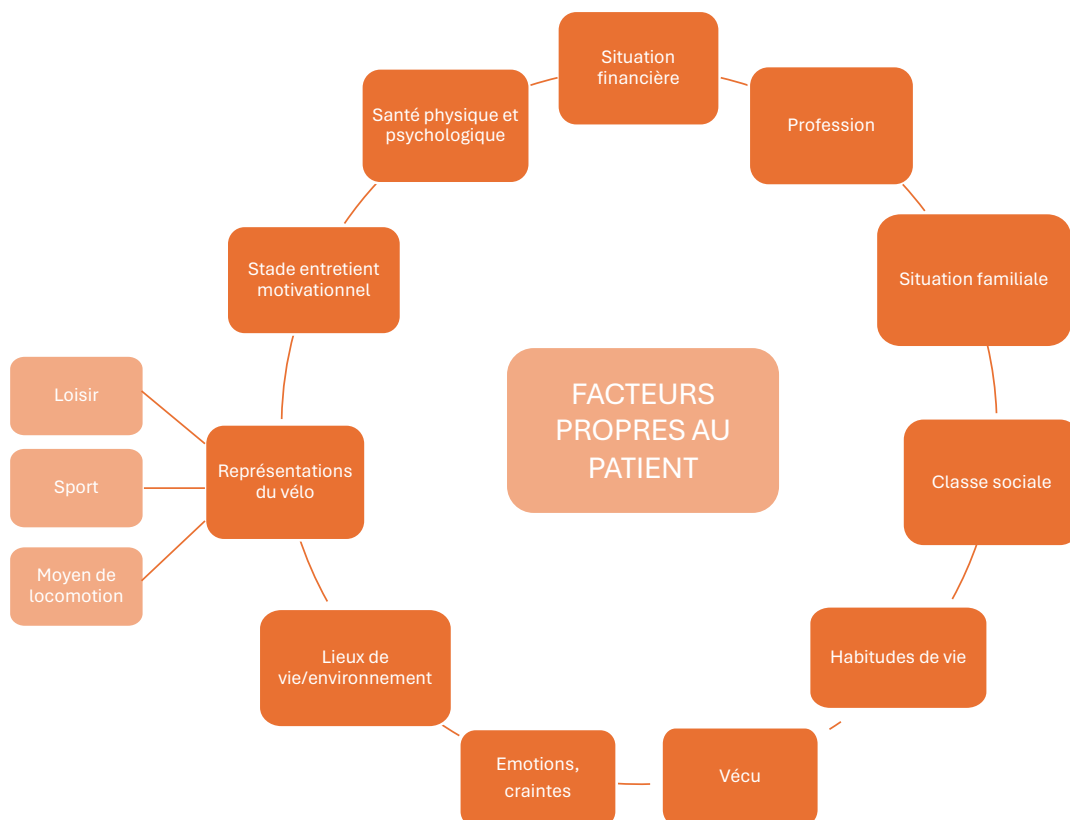 Situation
financière
Santé physique et
psychologique
Profession
Stade entretient
motivationnel
Situation familiale
FACTEURS
PROPRES AU
PATIENT
Loisir
Sport
Moyen de
locomotion
Représentations
du vélo
Classe sociale
Lieux de
vie/environnement
Habitudes de vie
Emotions,
craintes
Vécu